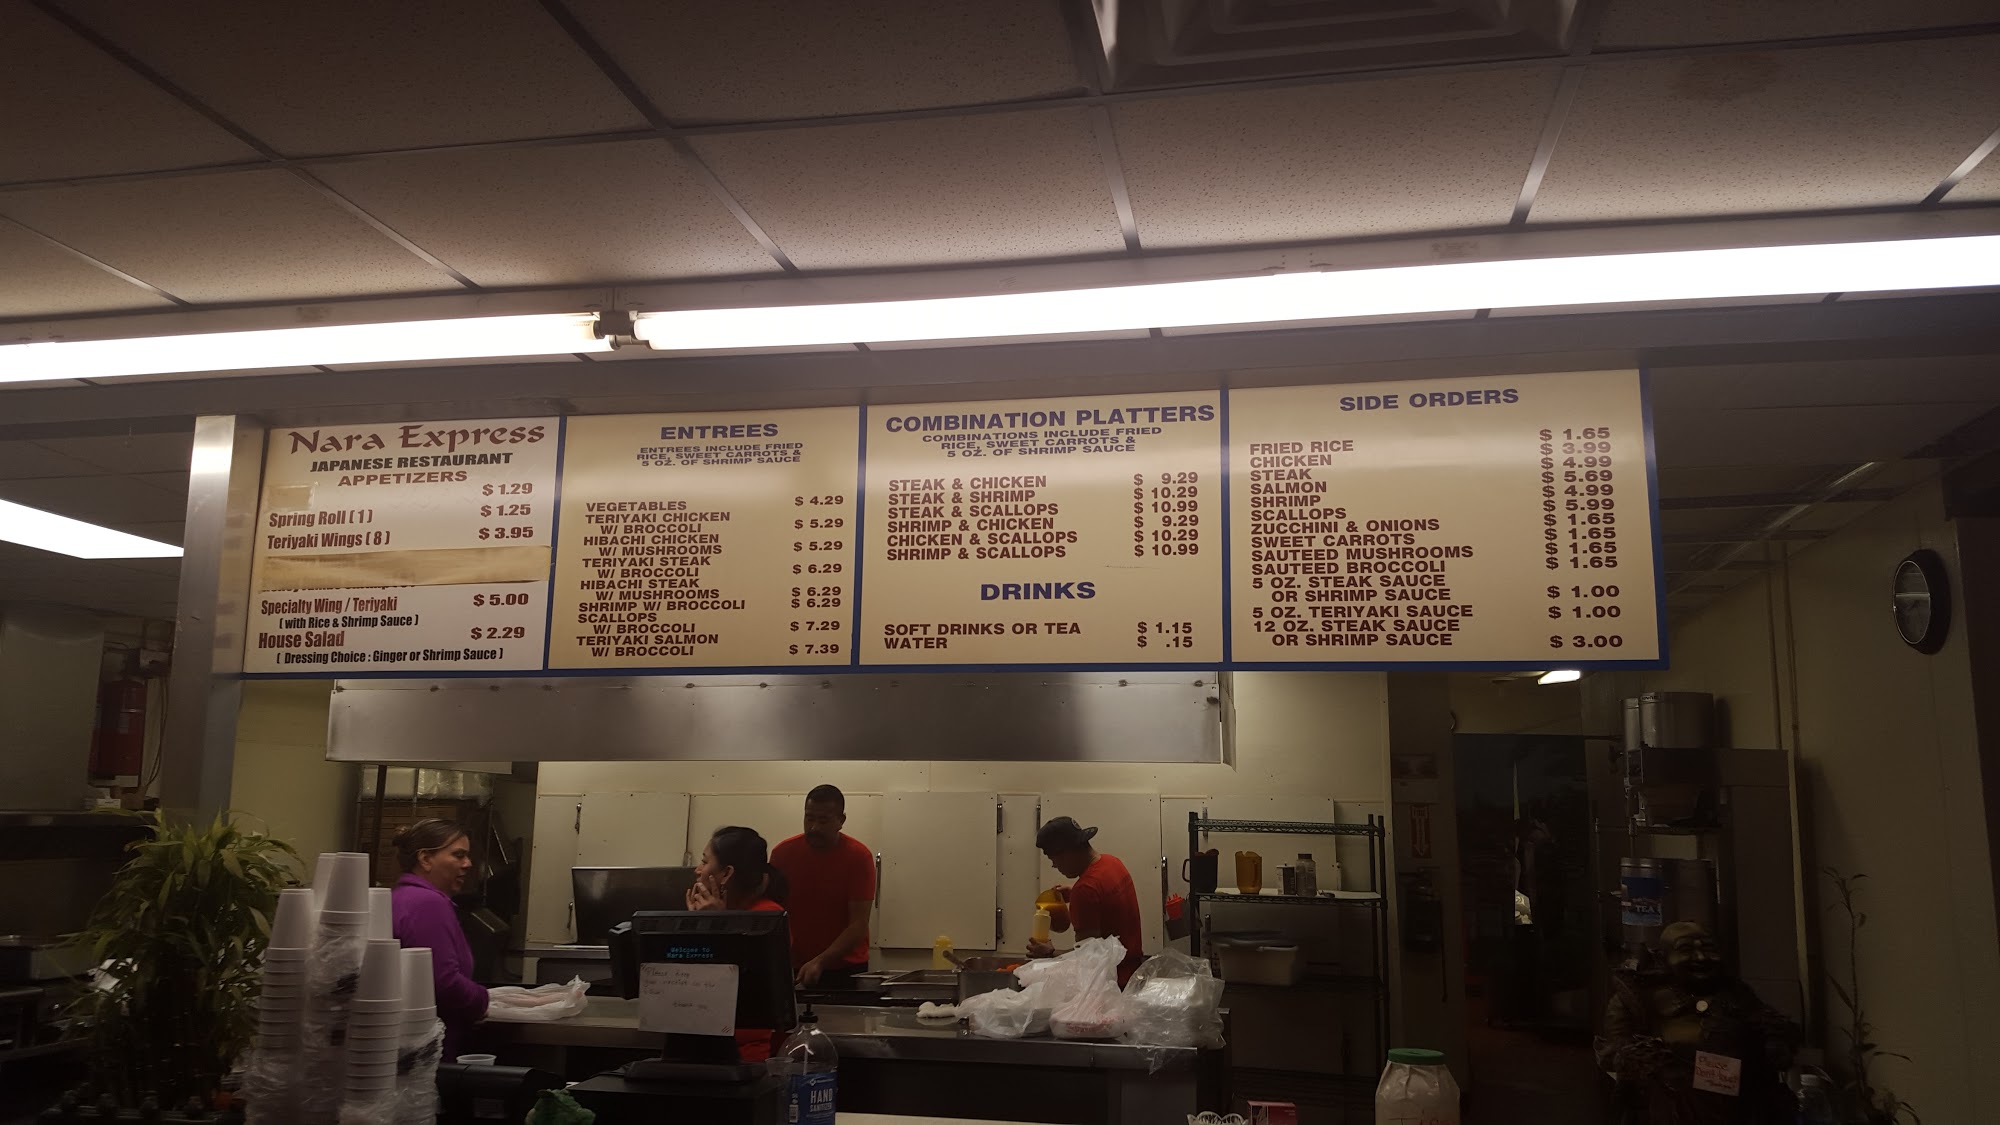 Nara Express
JAPANESE RESTAURANT
APPETIZERS
$ 1.29
Spring Roll ( 1 ) $ 1.25
Teriyaki Wings ( 8 ) $ 3.95
Specialty Wing / Teriyaki $ 5.00
( with Rice & Shrimp Sauce )
House Salad $ 2.29
( Dressing Choice : Ginger or Shrimp Sauce )
ENTREES
ENTREES INCLUDE FRIED
RICE, SWEET CARROTS &
5 OZ. OF SHRIMP SAUCE
VEGETABLES $ 4.29
TERIYAKI CHICKEN
W/ BROCCOLI $ 5.29
HIBACHI CHICKEN
W/ MUSHROOMS $ 5.29
TERIYAKI STEAK
W/ BROCCOLI $ 6.29
HIBACHI STEAK
W/ MUSHROOMS $ 6.29
SHRIMP W/ BROCCOLI $ 6.29
SCALLOPS
W/ BROCCOLI $ 7.29
TERIYAKI SALMON
W/ BROCCOLI $ 7.39
COMBINATION PLATTERS
COMBINATIONS INCLUDE FRIED
RICE, SWEET CARROTS &
5 OZ. OF SHRIMP SAUCE
STEAK & CHICKEN $ 9.29
STEAK & SHRIMP $ 10.29
STEAK & SCALLOPS $ 10.99
SHRIMP & CHICKEN $ 9.29
CHICKEN & SCALLOPS $ 10.29
SHRIMP & SCALLOPS $ 10.99
DRINKS
SOFT DRINKS OR TEA $ 1.15
WATER $ .15
SIDE ORDERS
FRIED RICE $ 1.65
CHICKEN $ 3.99
STEAK $ 4.99
SALMON $ 5.69
SHRIMP $ 4.99
SCALLOPS $ 5.99
ZUCCHINI & ONIONS $ 1.65
SWEET CARROTS $ 1.65
SAUTEED MUSHROOMS $ 1.65
SAUTEED BROCCOLI $ 1.65
5 OZ. STEAK SAUCE
OR SHRIMP SAUCE $ 1.00
5 OZ. TERIYAKI SAUCE $ 1.00
12 OZ. STEAK SAUCE
OR SHRIMP SAUCE $ 3.00
Welcome to
Nara Express
TEA
HAND
SANITIZER
Please
Don't